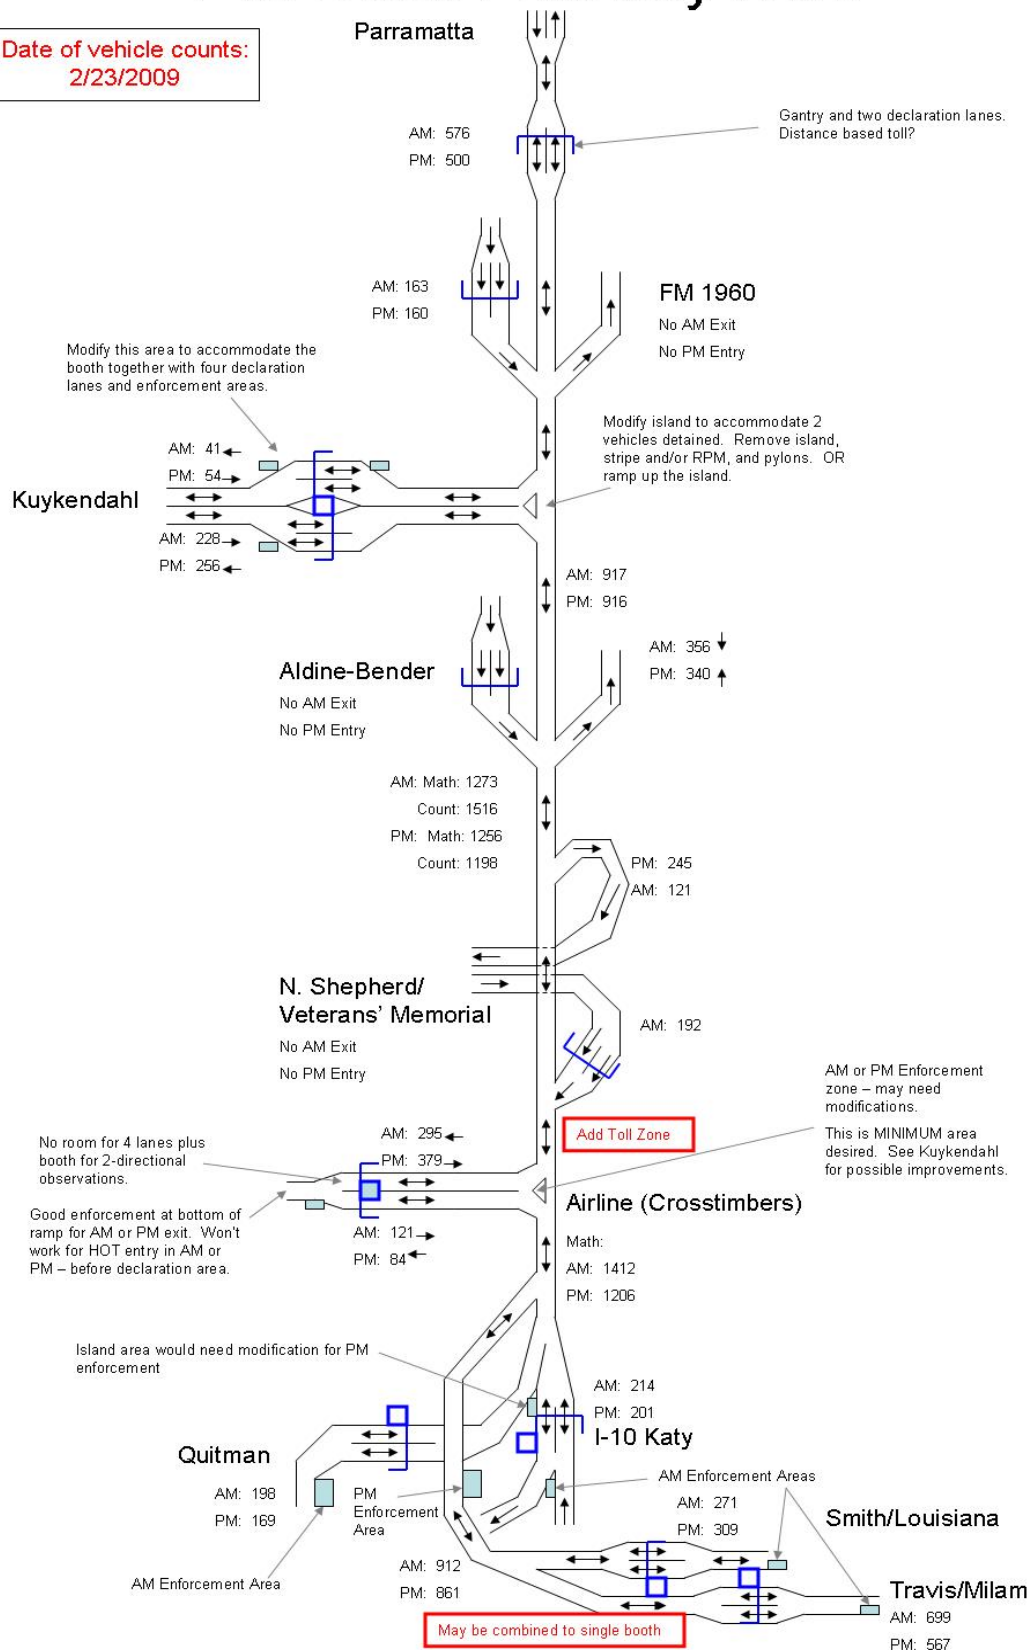 Parramatta
Date of vehicle counts:
2/23/2009
Gantry and two declaration lanes.
Distance based toll?
AM: 576
PM: 500
AM: 163
PM: 160
FM 1960
No AM Exit
No PM Entry
Modify this area to accommodate the
booth together with four declaration
lanes and enforcement areas.
Modify island to accommodate 2
vehicles detained. Remove island,
stripe and/or RPM, and pylons. OR
ramp up the island.
AM: 41
PM: 54
Kuykendahl
AM: 228
PM: 256
AM: 917
PM: 916
AM: 356
PM: 340
Aldine-Bender
No AM Exit
No PM Entry
AM: Math: 1273
Count: 1516
PM: Math: 1256
Count: 1198
PM: 245
AM: 121
N. Shepherd/
Veterans' Memorial
No AM Exit
No PM Entry
AM: 192
AM or PM Enforcement
zone – may need
modifications.
This is MINIMUM area
desired. See Kuykendahl
for possible improvements.
Add Toll Zone
No room for 4 lanes plus
booth for 2-directional
observations.
AM: 295
PM: 379
Good enforcement at bottom of
ramp for AM or PM exit. Won't
work for HOT entry in AM or
PM – before declaration area.
AM: 121
PM: 84
Airline (Crosstimbers)
Math:
AM: 1412
PM: 1206
Island area would need modification for PM
enforcement
AM: 214
PM: 201
I-10 Katy
Quitman
AM: 198
PM: 169
PM
Enforcement
Area
AM Enforcement Areas
AM: 271
PM: 309
Smith/Louisiana
AM Enforcement Area
AM: 912
PM: 861
May be combined to single booth
Travis/Milam
AM: 699
PM: 567